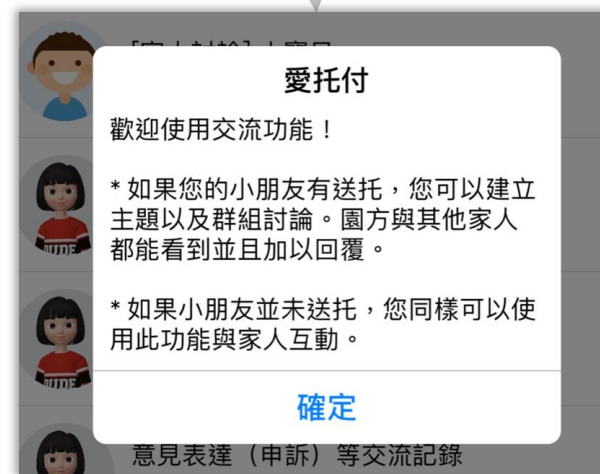 愛托付
歡迎使用交流功能！
* 如果您的小朋友有送托，您可以建立
主題以及群組討論。園方與其他家人
都能看到並且加以回覆。
* 如果小朋友並未送托，您同樣可以使
用此功能與家人互動。
確定
意見表達（申訴）等交流記錄